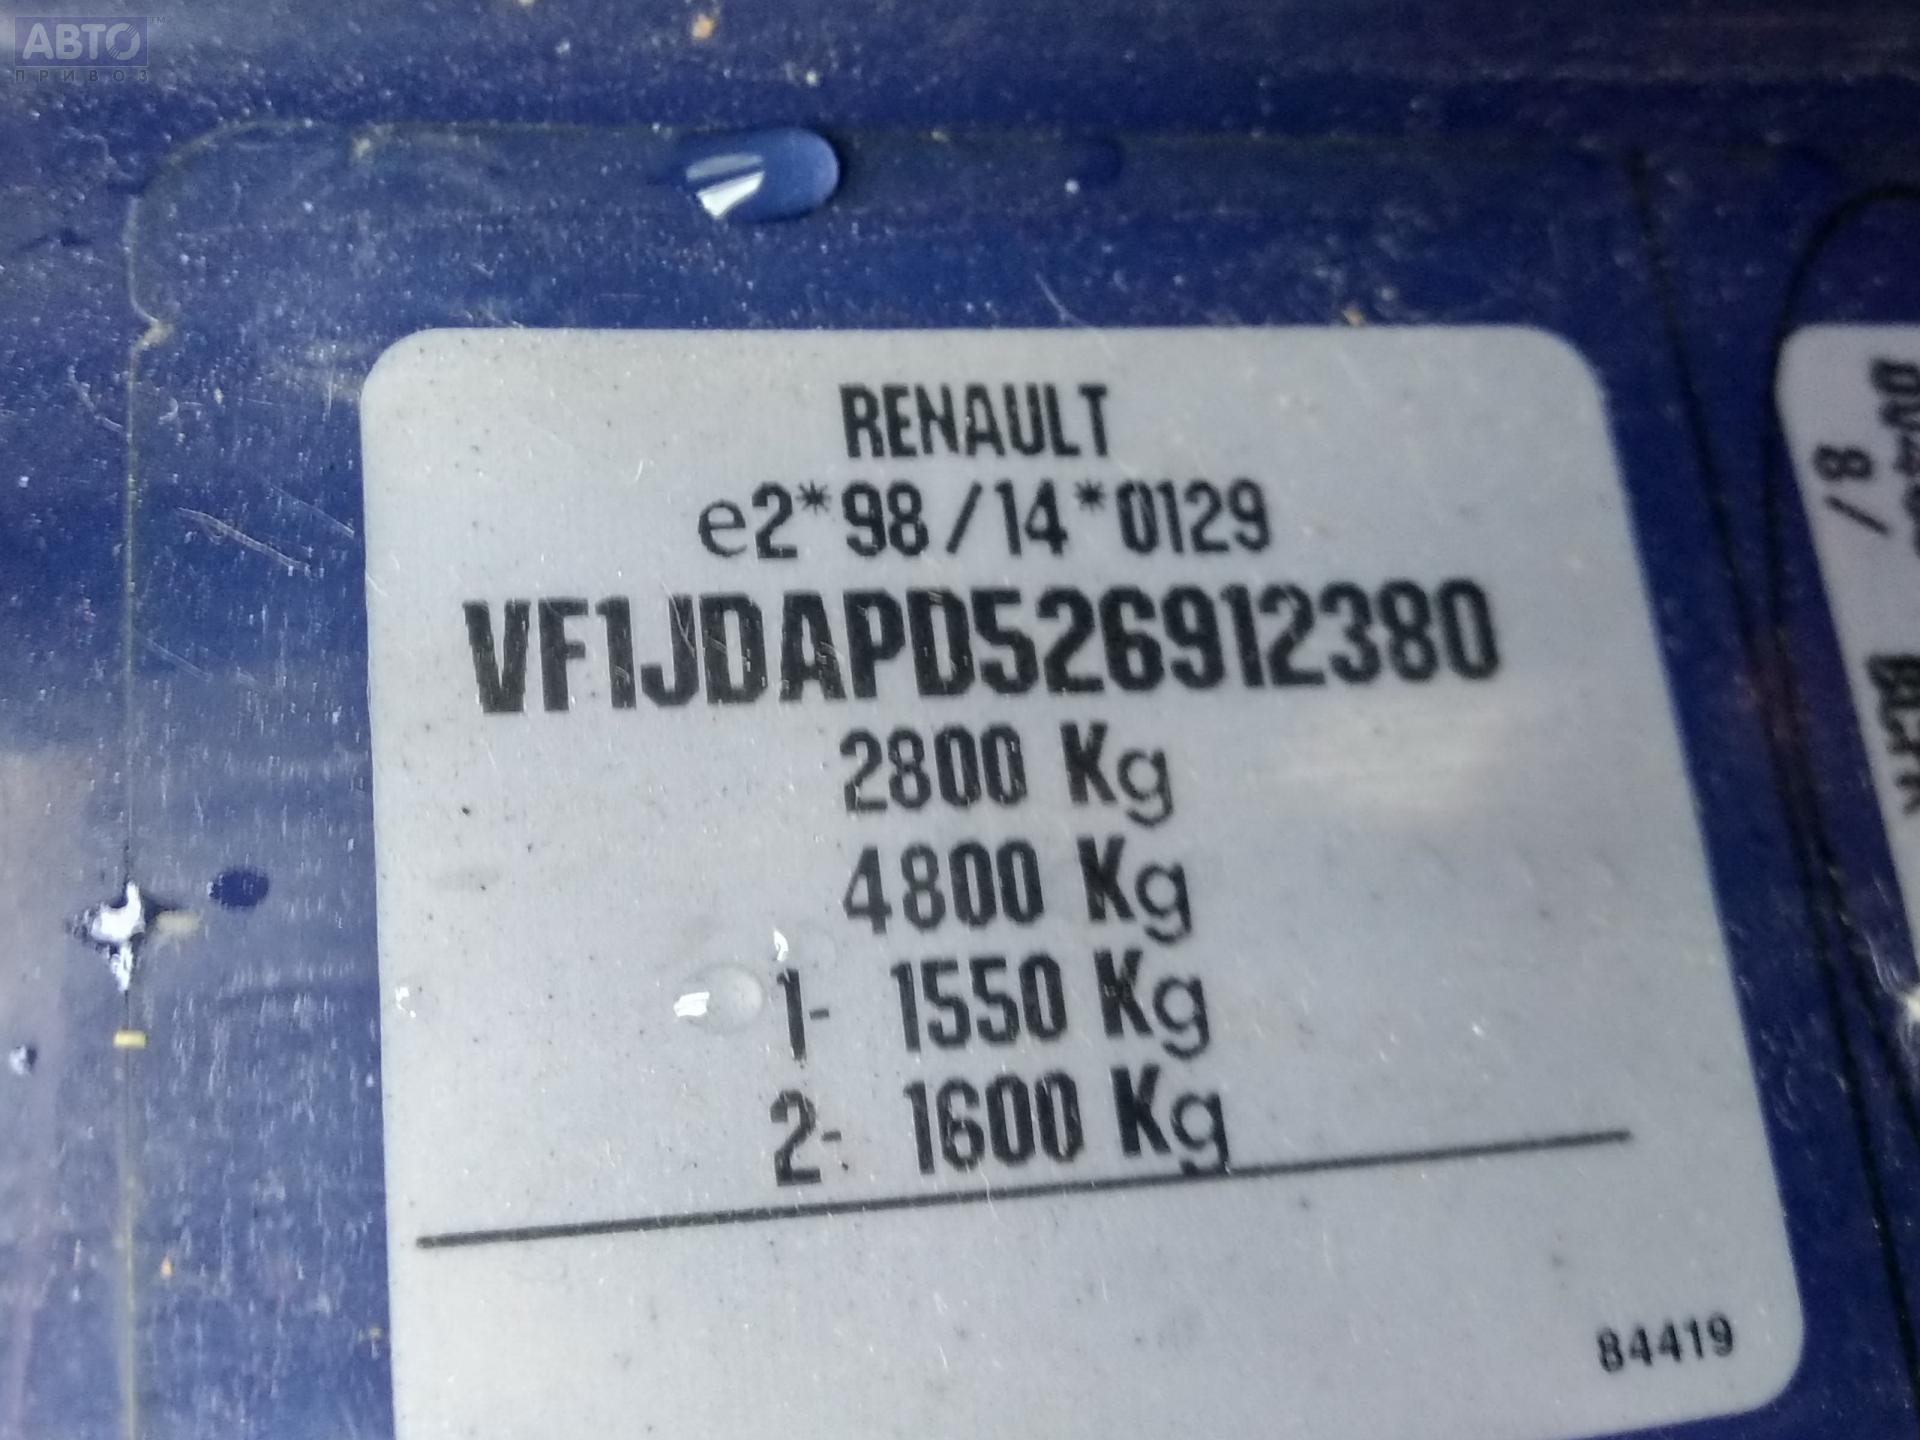 АВТО
ПРИВОЗ
RENAULT
e2*98/14*0129
VF1JDAPD526912380
2800 Kg
4800 Kg
1- 1550 Kg
2- 1600 Kg
84419
8/